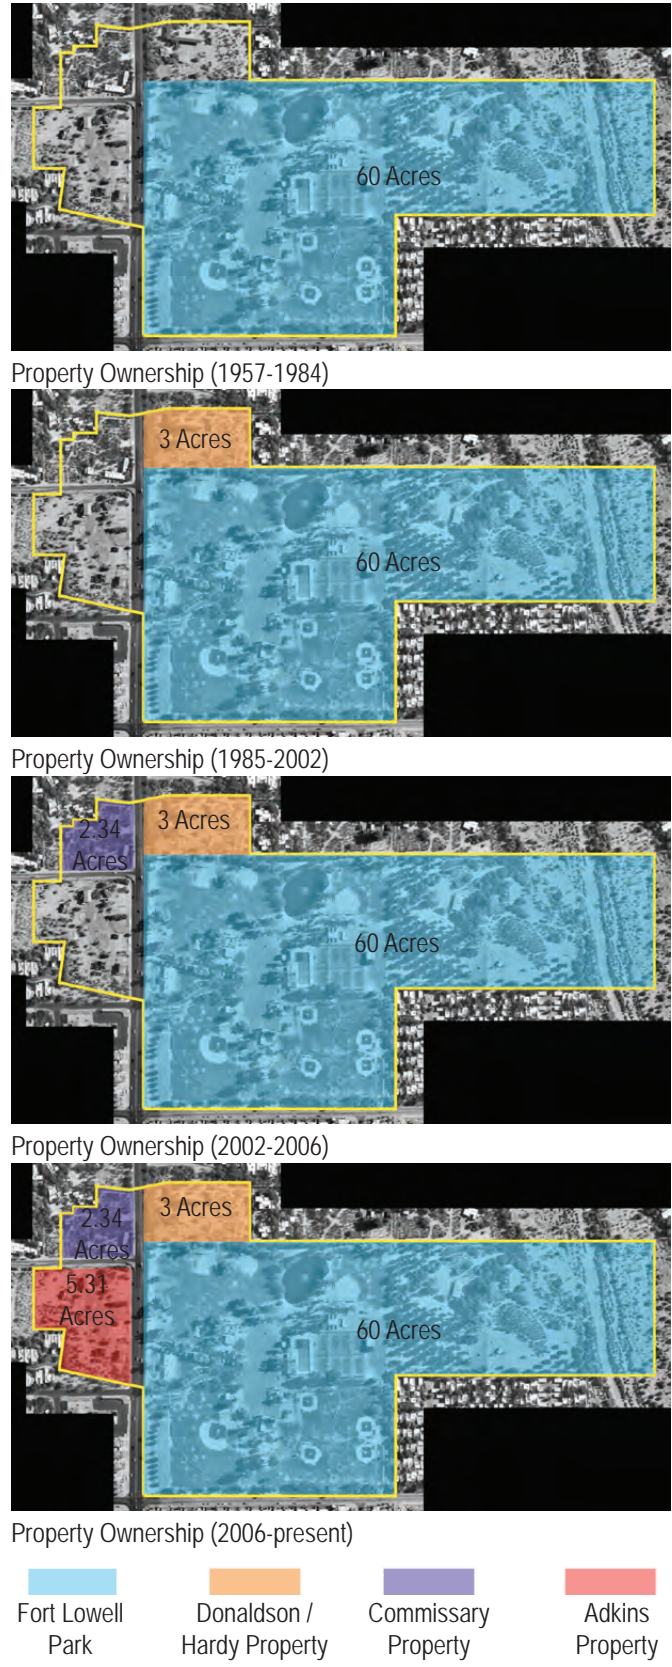 60 Acres
Property Ownership (1957-1984)
3 Acres
60 Acres
Property Ownership (1985-2002)
2.34
Acres
3 Acres
60 Acres
Property Ownership (2002-2006)
2.34
Acres
3 Acres
5.31
Acres
60 Acres
Property Ownership (2006-present)
Fort Lowell
Park
Donaldson /
Hardy Property
Commissary
Property
Adkins
Property